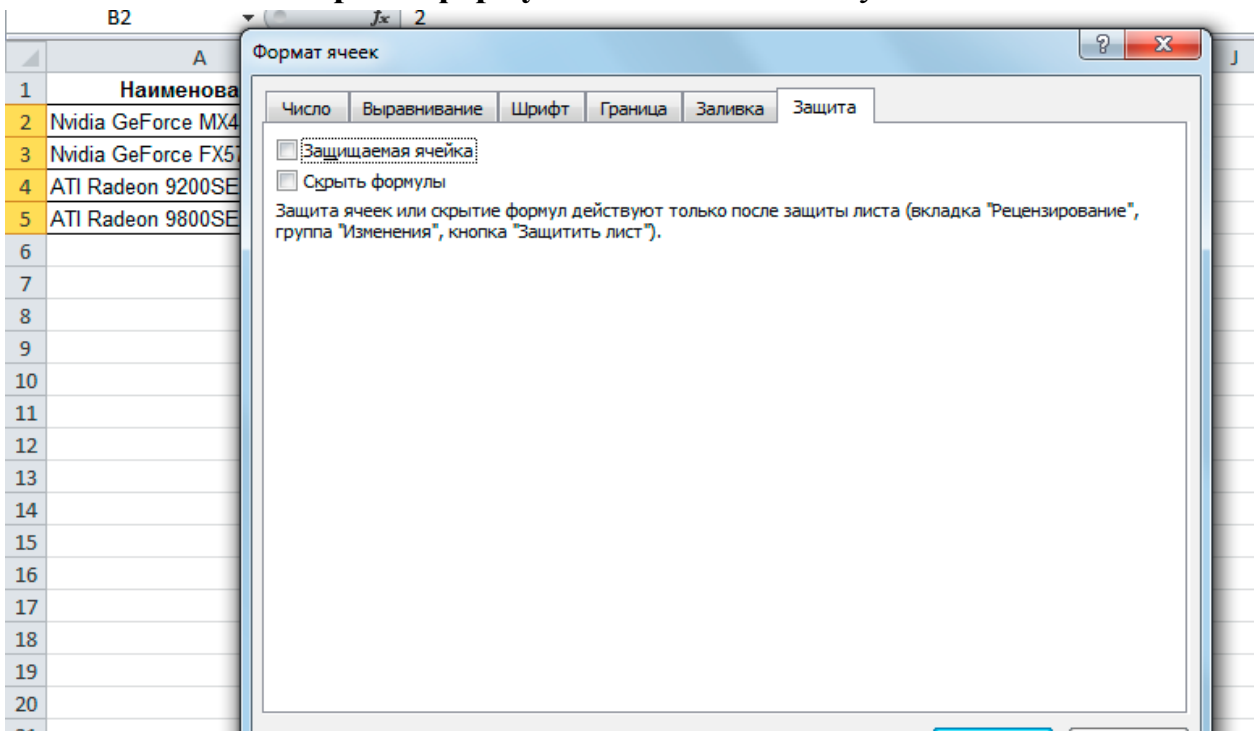 B2 fx 2
A J
Формат ячеек
1 Наименова
Число Выравнивание Шрифт Граница Заливка Защита
2 Nvidia GeForce MX4
Защищаемая ячейка
3 Nvidia GeForce FX57
Скрыть формулы
4 ATI Radeon 9200SE
Защита ячеек или скрытие формул действуют только после защиты листа (вкладка "Рецензирование",
5 ATI Radeon 9800SE
группа "Изменения", кнопка "Защитить лист").
6
7
8
9
10
11
12
13
14
15
16
17
18
19
20